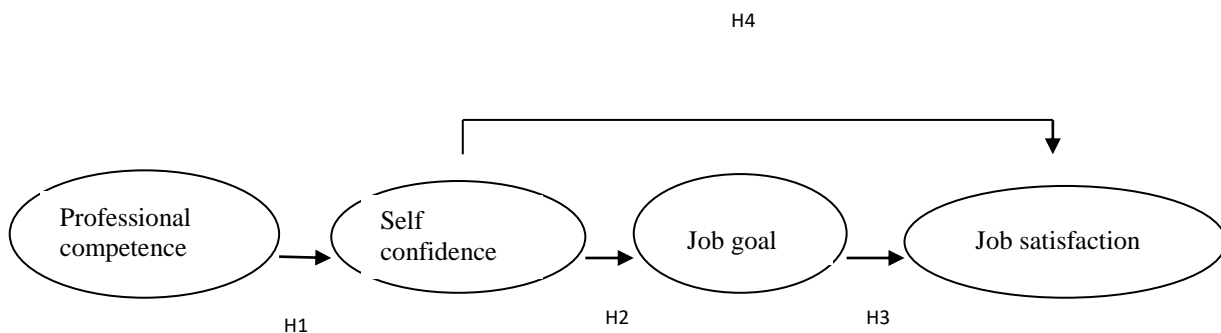 H4
Professional
competence
Self
confidence
Job goal
Job satisfaction
H1
H2
H3